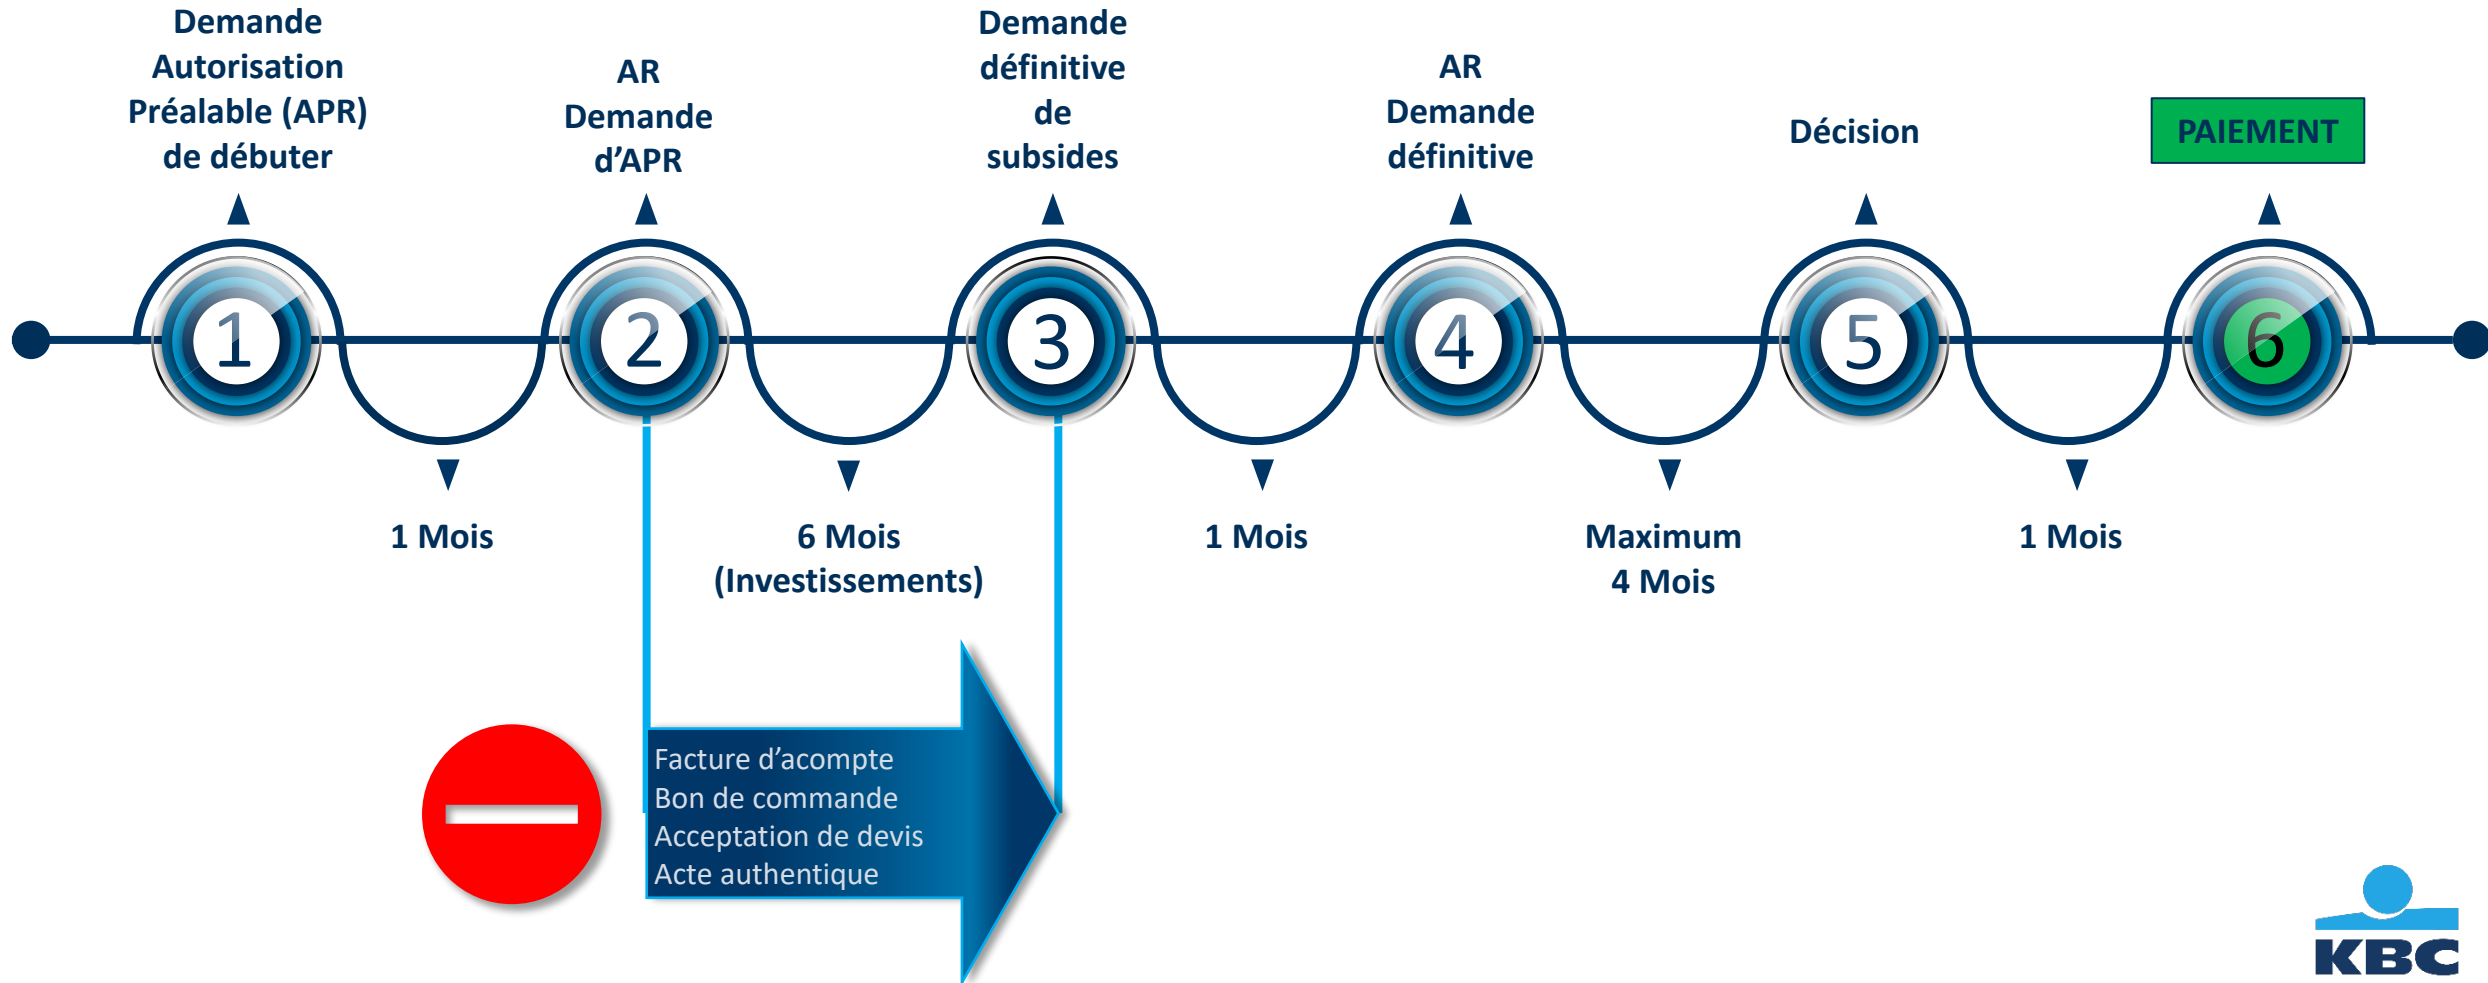 Demande
Autorisation
Préalable (APR)
de débuter
AR
Demande
d’APR
Demande
définitive
de
subsides
AR
Demande
définitive
Décision
PAIEMENT
1
2
3
4
5
6
1 Mois
6 Mois
(Investissements)
1 Mois
Maximum
4 Mois
1 Mois
Facture d’acompte
Bon de commande
Acceptation de devis
Acte authentique
KBC